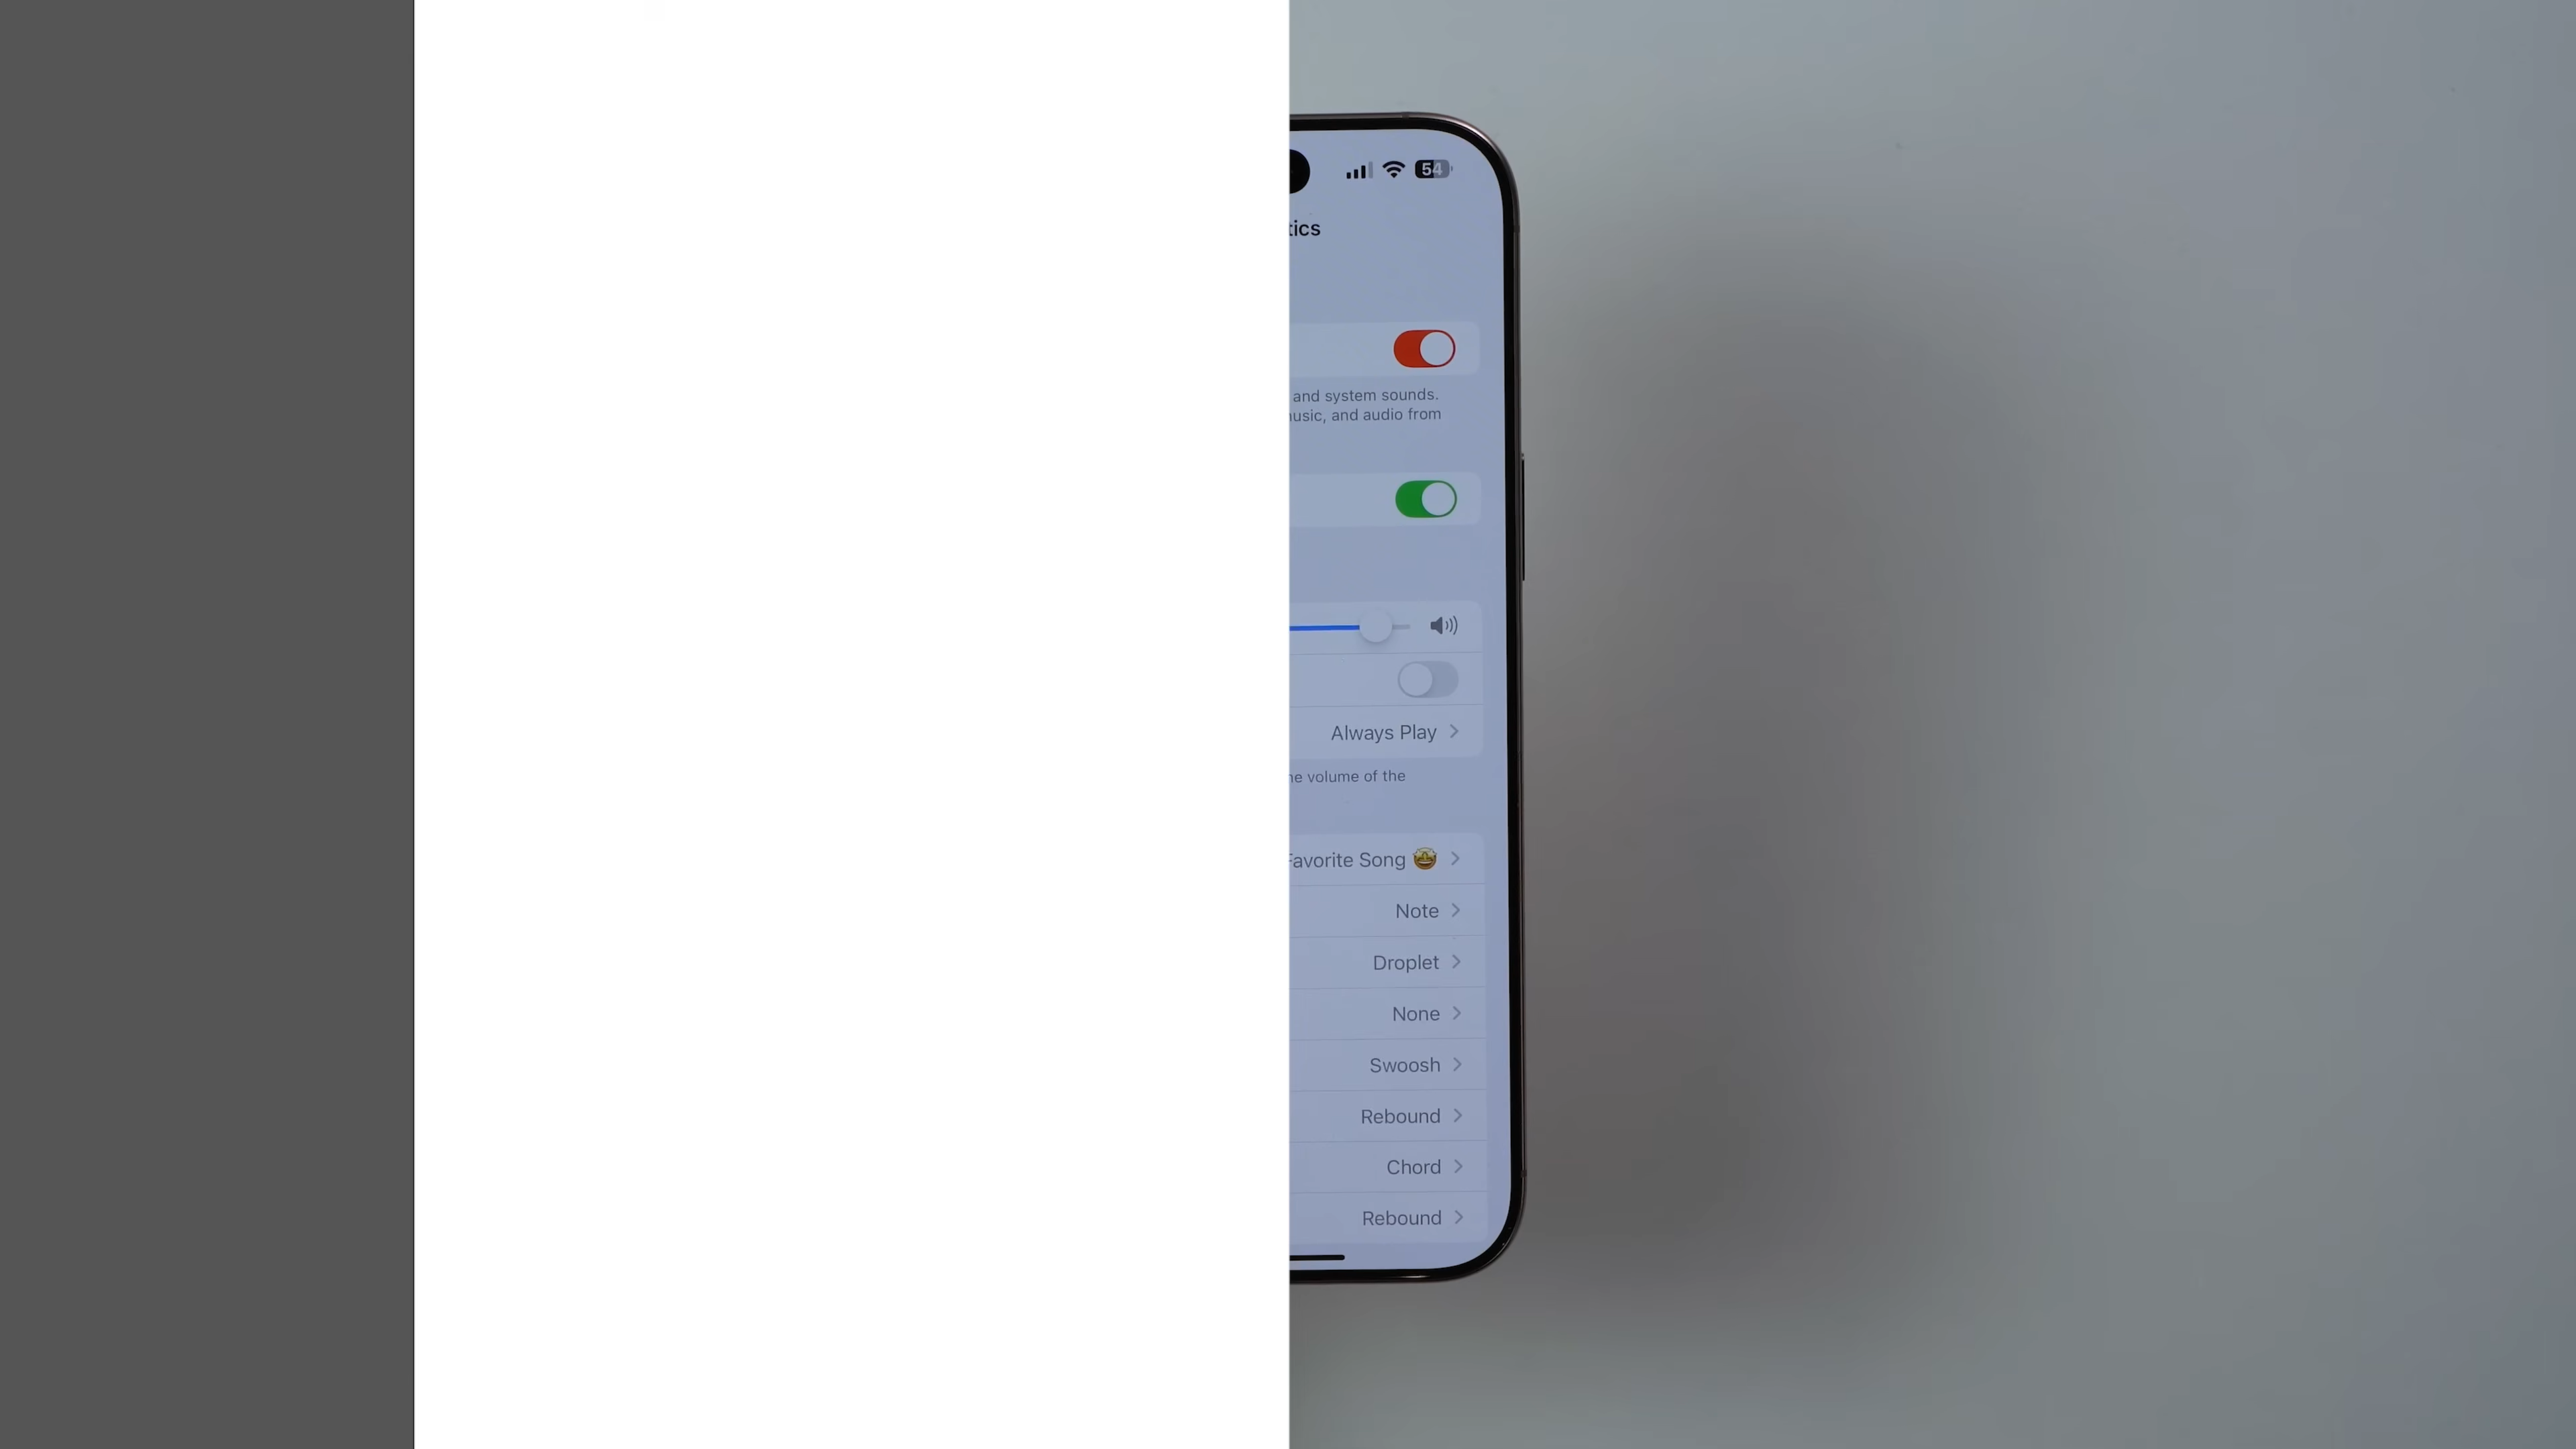 54
tics
and system sounds.
usic, and audio from
Always Play
e volume of the
Favorite Song 🤩
Note
Droplet
None
Swoosh
Rebound
Chord
Rebound